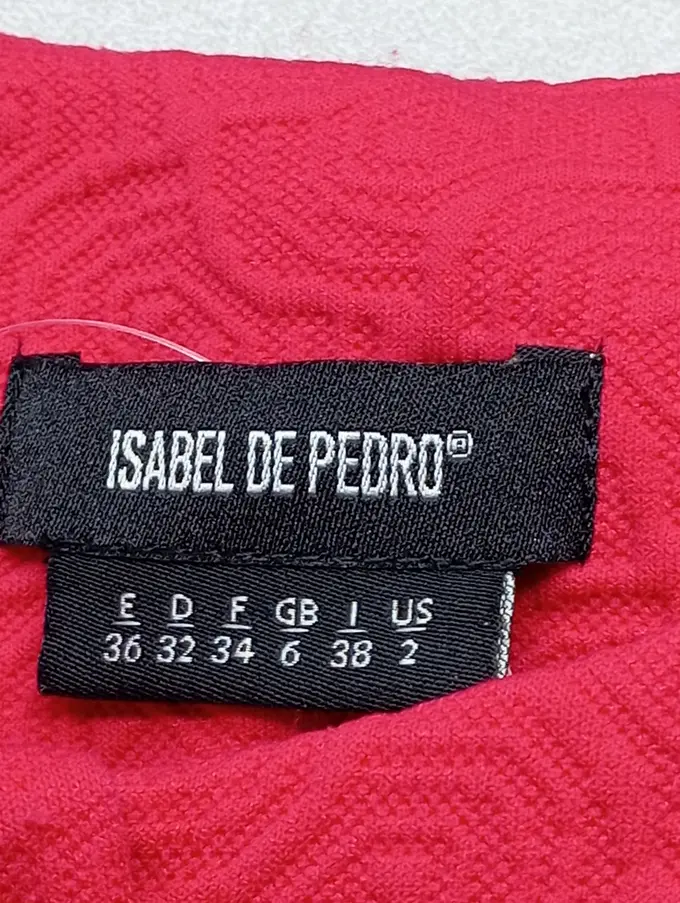 ISABEL DE PEDRO®
E D F GB I US
36 32 34 6 38 2